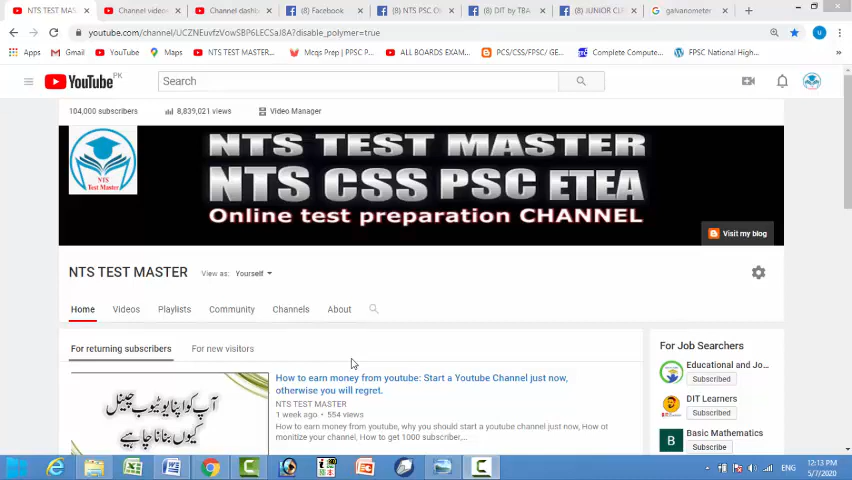 NTS TEST MA
Channel video
Channel dashb
(8) Facebook
(8) NTS PSC.O
(8) DIT by TBA
(8) JUNIOR CLE
galvanometer
youtube.com/channel/UCZNEuvfzVowSBP6LECSaJ8A?disable_polymer=true
Apps
Gmail
YouTube
Maps
NTS TEST MASTER...
Mcqs Prep | PPSC P...
ALL BOARDS EXAM...
PCS/CSS/FPSC/ GE...
Complete Compute...
FPSC National High...
YouTube PK
Search
104,000 subscribers
8,839,021 views
Video Manager
NTS TEST MASTER
NTS CSS PSC ETEA
Online test preparation CHANNEL
NTS
Test Master
Visit my blog
NTS TEST MASTER
View as: Yourself
Home
Videos
Playlists
Community
Channels
About
For returning subscribers
For new visitors
For Job Searchers
Educational and Jo...
Subscribed
DIT Learners
Subscribed
Basic Mathematics
Subscribe
B
How to earn money from youtube: Start a Youtube Channel just now,
otherwise you will regret.
NTS TEST MASTER
1 week ago • 554 views
How to earn money from youtube, why you should start a youtube channel just now, How ot
monitize your channel, How to get 1000 subscriber,...
آپ کو اپنا یوٹیوب چینل
کیوں بنانا چاہیے
ENG
12:13 PM
5/7/2020